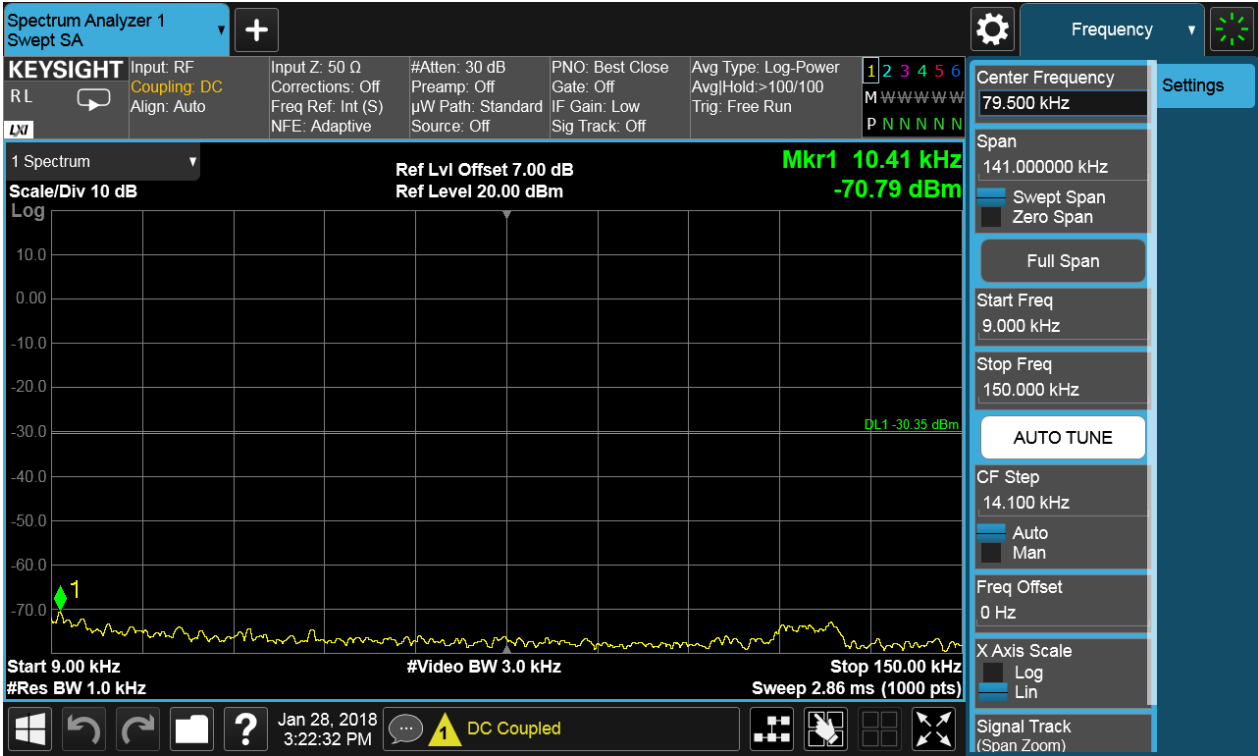 Spectrum Analyzer 1
Swept SA
Frequency
KEYSIGHT
RL
LXI
Input: RF
Coupling: DC
Align: Auto
Input Z: 50 Ω
Corrections: Off
Freq Ref: Int (S)
NFE: Adaptive
#Atten: 30 dB
Preamp: Off
µW Path: Standard
Source: Off
PNO: Best Close
Gate: Off
IF Gain: Low
Sig Track: Off
Avg Type: Log-Power
Avg|Hold:>100/100
Trig: Free Run
1 2 3 4 5 6
M W W W W W
P N N N N N
1 Spectrum
Scale/Div 10 dB
Log
Ref Lvl Offset 7.00 dB
Ref Level 20.00 dBm
Mkr1 10.41 kHz
-70.79 dBm
10.0
0.00
-10.0
-20.0
-30.0
-40.0
-50.0
-60.0
-70.0
DL1 -30.35 dBm
1
Start 9.00 kHz
#Res BW 1.0 kHz
#Video BW 3.0 kHz
Stop 150.00 kHz
Sweep 2.86 ms (1000 pts)
Center Frequency
79.500 kHz
Span
141.000000 kHz
Swept Span
Zero Span
Full Span
Start Freq
9.000 kHz
Stop Freq
150.000 kHz
AUTO TUNE
CF Step
14.100 kHz
Auto
Man
Freq Offset
0 Hz
X Axis Scale
Log
Lin
Signal Track
(Span Zoom)
Settings
?
Jan 28, 2018
3:22:32 PM
1
DC Coupled